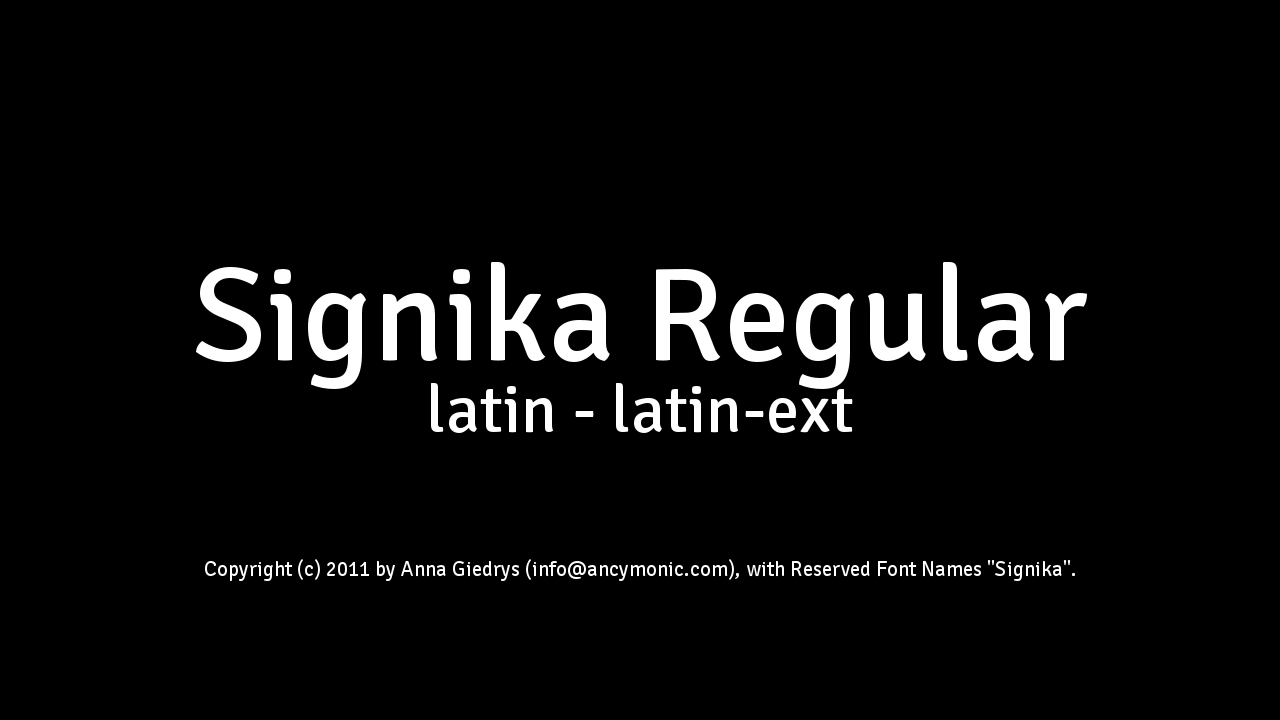 Signika Regular
latin - latin-ext
Copyright (c) 2011 by Anna Giedrys (info@ancymonic.com), with Reserved Font Names "Signika".